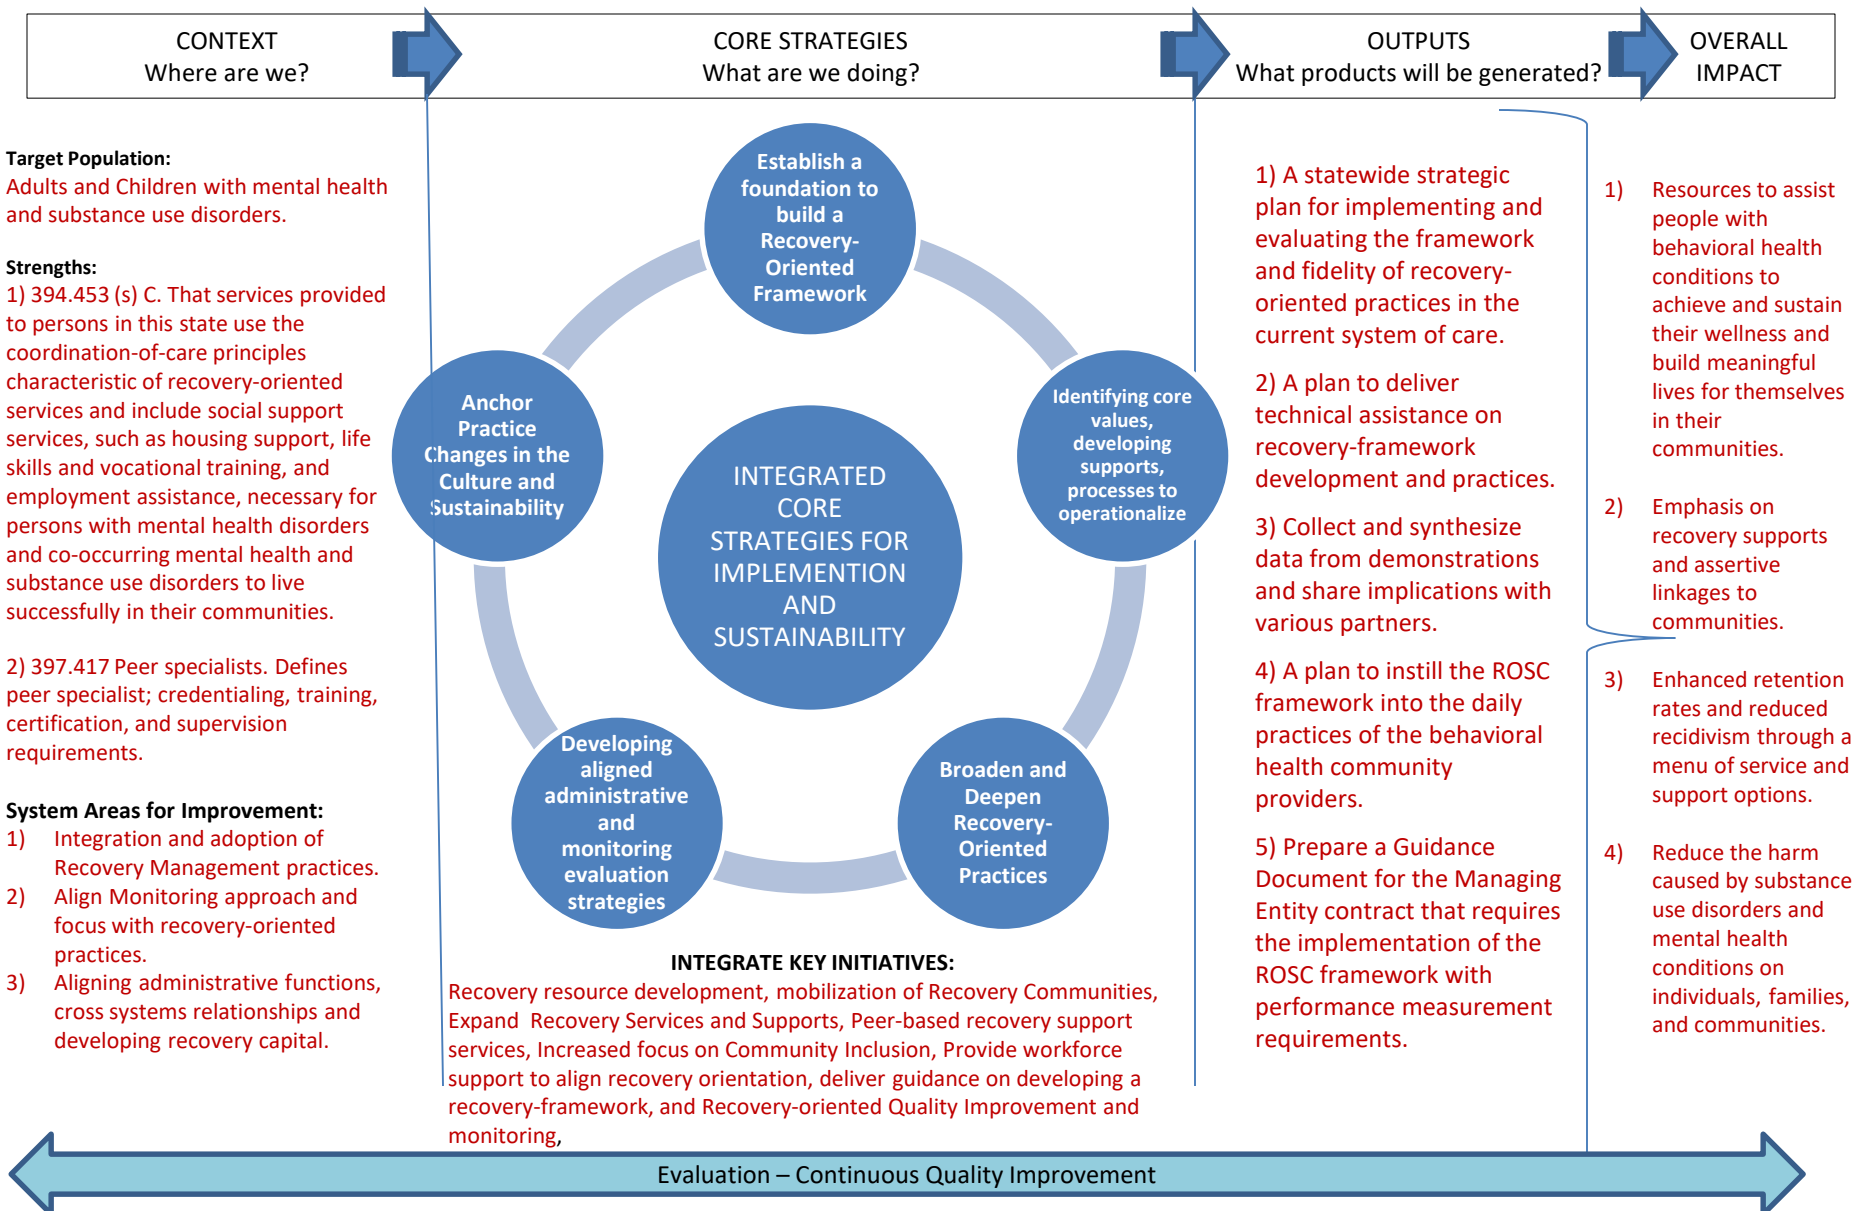 CONTEXT
Where are we?
CORE STRATEGIES
What are we doing?
OUTPUTS
What products will be generated?
OVERALL
IMPACT
Target Population:
Adults and Children with mental health
and substance use disorders.
Strengths:
1) 394.453 (s) C. That services provided
to persons in this state use the
coordination-of-care principles
characteristic of recovery-oriented
services and include social support
services, such as housing support, life
skills and vocational training, and
employment assistance, necessary for
persons with mental health disorders
and co-occurring mental health and
substance use disorders to live
successfully in their communities.
2) 397.417 Peer specialists. Defines
peer specialist; credentialing, training,
certification, and supervision
requirements.
System Areas for Improvement:
1) Integration and adoption of
Recovery Management practices.
2) Align Monitoring approach and
focus with recovery-oriented
practices.
3) Aligning administrative functions,
cross systems relationships and
developing recovery capital.
Establish a
foundation to
build a
Recovery-
Oriented
Framework
Identifying core
values,
developing
supports,
processes to
operationalize
Broaden and
Deepen
Recovery-
Oriented
Practices
Developing
aligned
administrative
and
monitoring
evaluation
strategies
Anchor
Practice
Changes in the
Culture and
Sustainability
INTEGRATED
CORE
STRATEGIES FOR
IMPLEMENTION
AND
SUSTAINABILITY
INTEGRATE KEY INITIATIVES:
Recovery resource development, mobilization of Recovery Communities,
Expand Recovery Services and Supports, Peer-based recovery support
services, Increased focus on Community Inclusion, Provide workforce
support to align recovery orientation, deliver guidance on developing a
recovery-framework, and Recovery-oriented Quality Improvement and
monitoring,
1) A statewide strategic
plan for implementing and
evaluating the framework
and fidelity of recovery-
oriented practices in the
current system of care.
2) A plan to deliver
technical assistance on
recovery-framework
development and practices.
3) Collect and synthesize
data from demonstrations
and share implications with
various partners.
4) A plan to instill the ROSC
framework into the daily
practices of the behavioral
health community
providers.
5) Prepare a Guidance
Document for the Managing
Entity contract that requires
the implementation of the
ROSC framework with
performance measurement
requirements.
1) Resources to assist
people with
behavioral health
conditions to
achieve and sustain
their wellness and
build meaningful
lives for themselves
in their
communities.
2) Emphasis on
recovery supports
and assertive
linkages to
communities.
3) Enhanced retention
rates and reduced
recidivism through a
menu of service and
support options.
4) Reduce the harm
caused by substance
use disorders and
mental health
conditions on
individuals, families,
and communities.
Evaluation – Continuous Quality Improvement